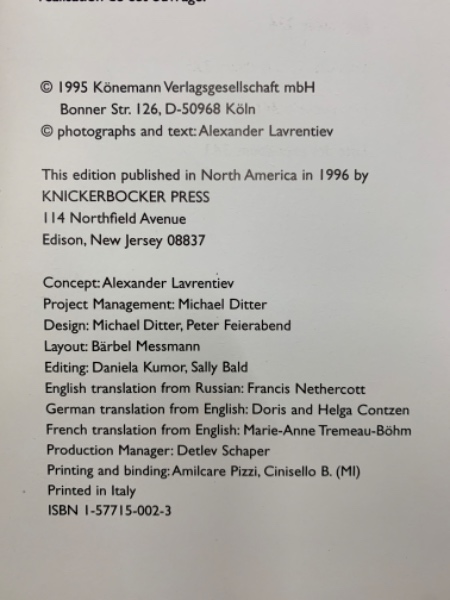 © 1995 Könemann Verlagsgesellschaft mbH
Bonner Str. 126, D-50968 Köln
© photographs and text: Alexander Lavrentiev
This edition published in North America in 1996 by
KNICKERBOCKER PRESS
114 Northfield Avenue
Edison, New Jersey 08837
Concept: Alexander Lavrentiev
Project Management: Michael Ditter
Design: Michael Ditter, Peter Feierabend
Layout: Bärbel Messmann
Editing: Daniela Kumor, Sally Bald
English translation from Russian: Francis Nethercott
German translation from English: Doris and Helga Contzen
French translation from English: Marie-Anne Tremeau-Böhm
Production Manager: Detlev Schaper
Printing and binding: Amilcare Pizzi, Cinisello B. (MI)
Printed in Italy
ISBN 1-57715-002-3